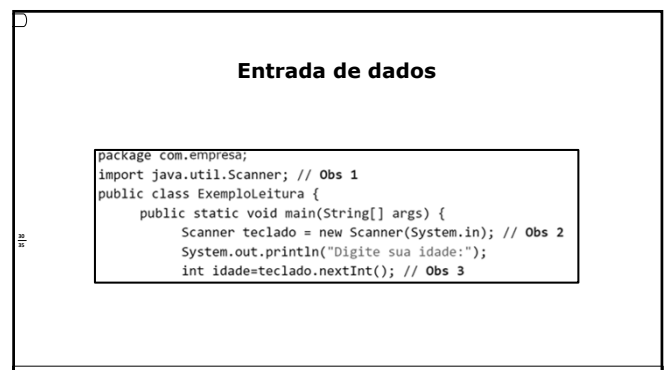 Entrada de dados
package com.empresa;
import java.util.Scanner; // Obs 1
public class ExemploLeitura {
public static void main(String[] args) {
Scanner teclado = new Scanner(System.in); // Obs 2
30
35
System.out.println("Digite sua idade:");
int idade=teclado.nextInt(); // Obs 3